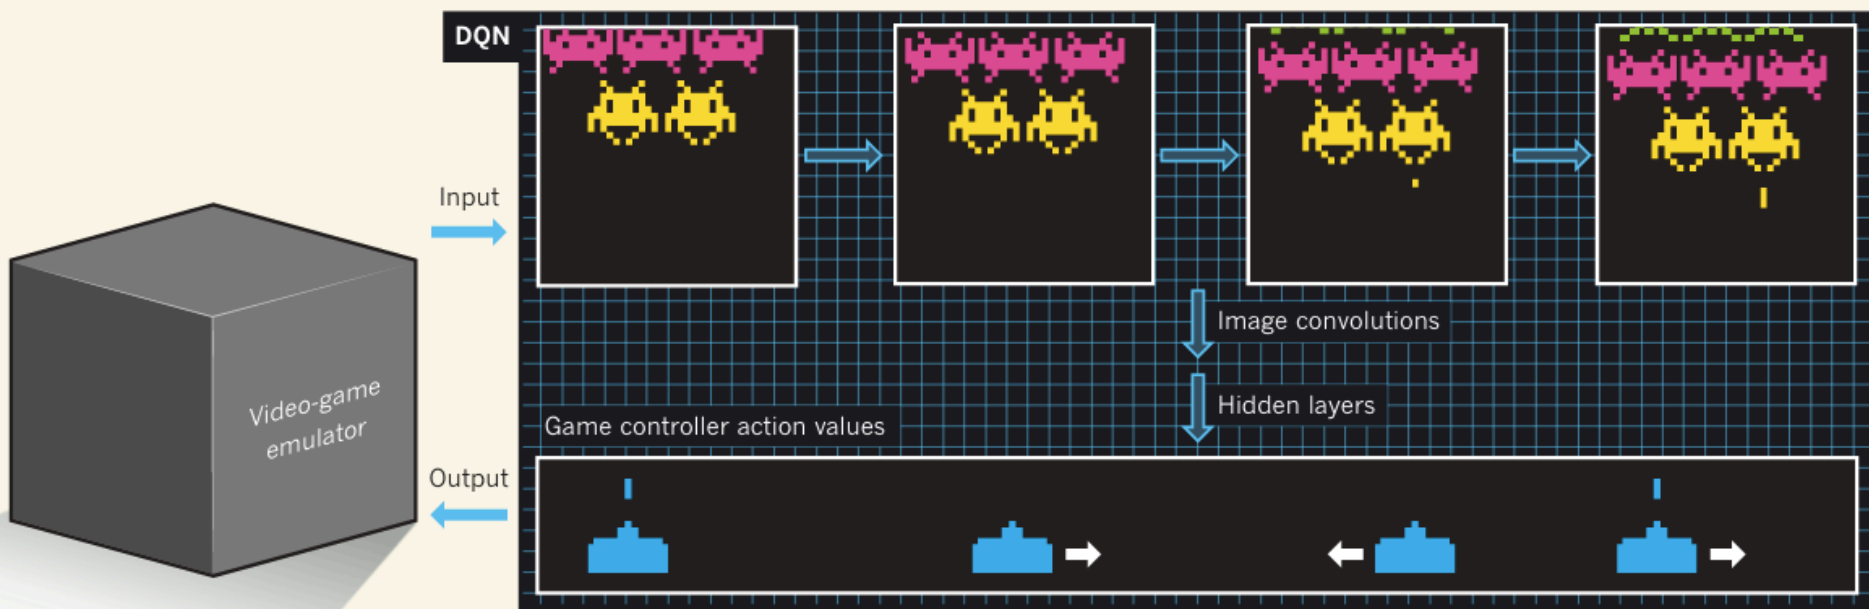 DQN
Input
Image convolutions
Hidden layers
Video-game
emulator
Game controller action values
Output